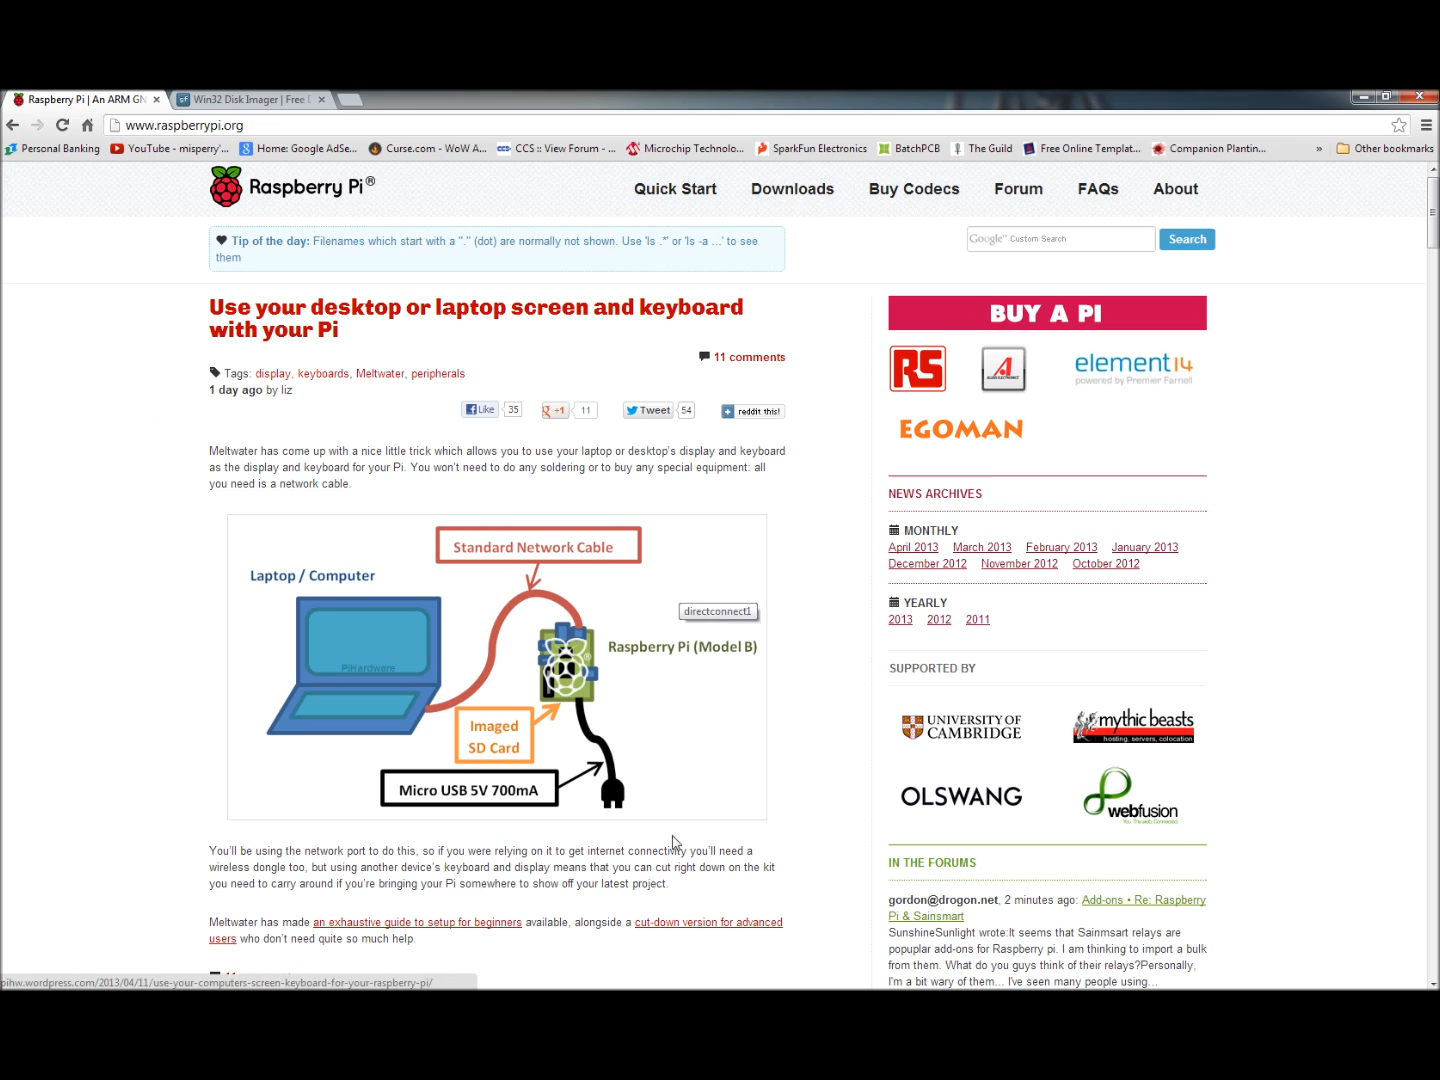 Raspberry Pi | An ARM GN
Win32 Disk Imager | Free
www.raspberrypi.org
Personal Banking
YouTube - misperry'...
Home: Google AdSe...
Curse.com - WoW A...
CCS :: View Forum - ...
Microchip Technolo...
SparkFun Electronics
BatchPCB
The Guild
Free Online Templat...
Companion Plantin...
»
Other bookmarks
Raspberry Pi®
Quick Start
Downloads
Buy Codecs
Forum
FAQs
About
Tip of the day: Filenames which start with a "." (dot) are normally not shown. Use 'ls .*' or 'ls -a ...' to see
them
Google™ Custom Search
Search
Use your desktop or laptop screen and keyboard
with your Pi
11 comments
Tags: display, keyboards, Meltwater, peripherals
1 day ago by liz
Like 35
+1 11
Tweet 54
reddit this!
Meltwater has come up with a nice little trick which allows you to use your laptop or desktop's display and keyboard
as the display and keyboard for your Pi. You won't need to do any soldering or to buy any special equipment: all
you need is a network cable.
Standard Network Cable
Laptop / Computer
directconnect1
Raspberry Pi (Model B)
PiHardware
Imaged
SD Card
Micro USB 5V 700mA
You'll be using the network port to do this, so if you were relying on it to get internet connectivity you'll need a
wireless dongle too, but using another device's keyboard and display means that you can cut right down on the kit
you need to carry around if you're bringing your Pi somewhere to show off your latest project.
Meltwater has made an exhaustive guide to setup for beginners available, alongside a cut-down version for advanced
users who don't need quite so much help.
BUY A PI
RS
ALLIED ELECTRONICS
element14
powered by Premier Farnell
EGOMAN
NEWS ARCHIVES
MONTHLY
April 2013 March 2013 February 2013 January 2013
December 2012 November 2012 October 2012
YEARLY
2013 2012 2011
SUPPORTED BY
UNIVERSITY OF
CAMBRIDGE
mythic beasts
hosting, servers, colocation
OLSWANG
webfusion
IN THE FORUMS
gordon@drogon.net, 2 minutes ago: Add-ons • Re: Raspberry
Pi & Sainsmart
SunshineSunlight wrote:It seems that Sainmsart relays are
popuplar add-ons for Raspberry pi. I am thinking to import a bulk
from them. What do you guys think of their relays?Personally,
I'm a bit wary of them... I've seen many people using...
pihw.wordpress.com/2013/04/11/use-your-computers-screen-keyboard-for-your-raspberry-pi/